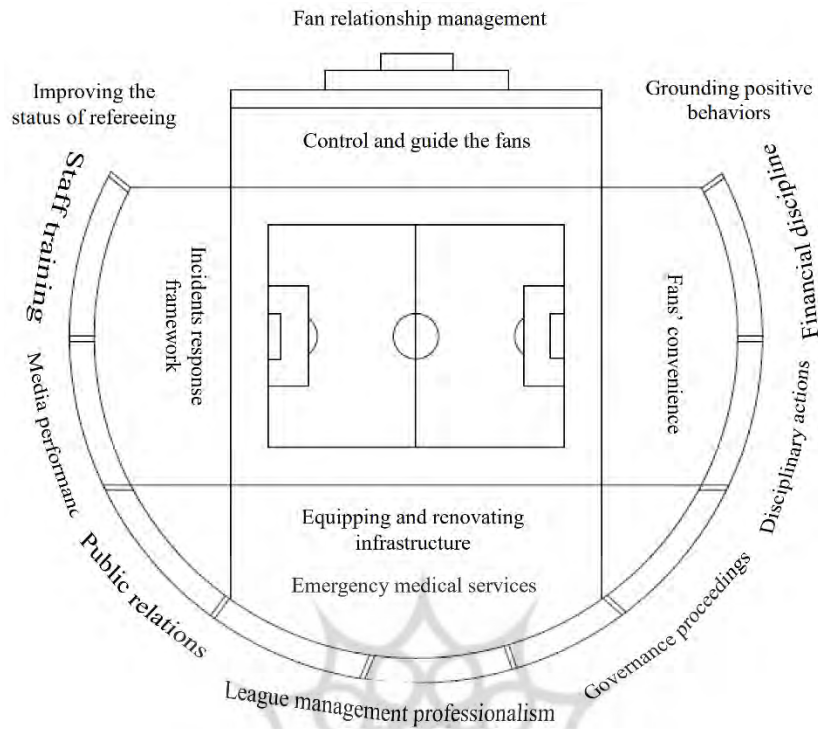 Fan relationship management
Improving the
status of refereeing
Grounding positive
behaviors
Control and guide the fans
Staff training
Financial discipline
Incidents response
framework
Fans' convenience
Media performanc
Disciplinary actions
Equipping and renovating
infrastructure
Emergency medical services
Public relations
Governance proceedings
League management professionalism